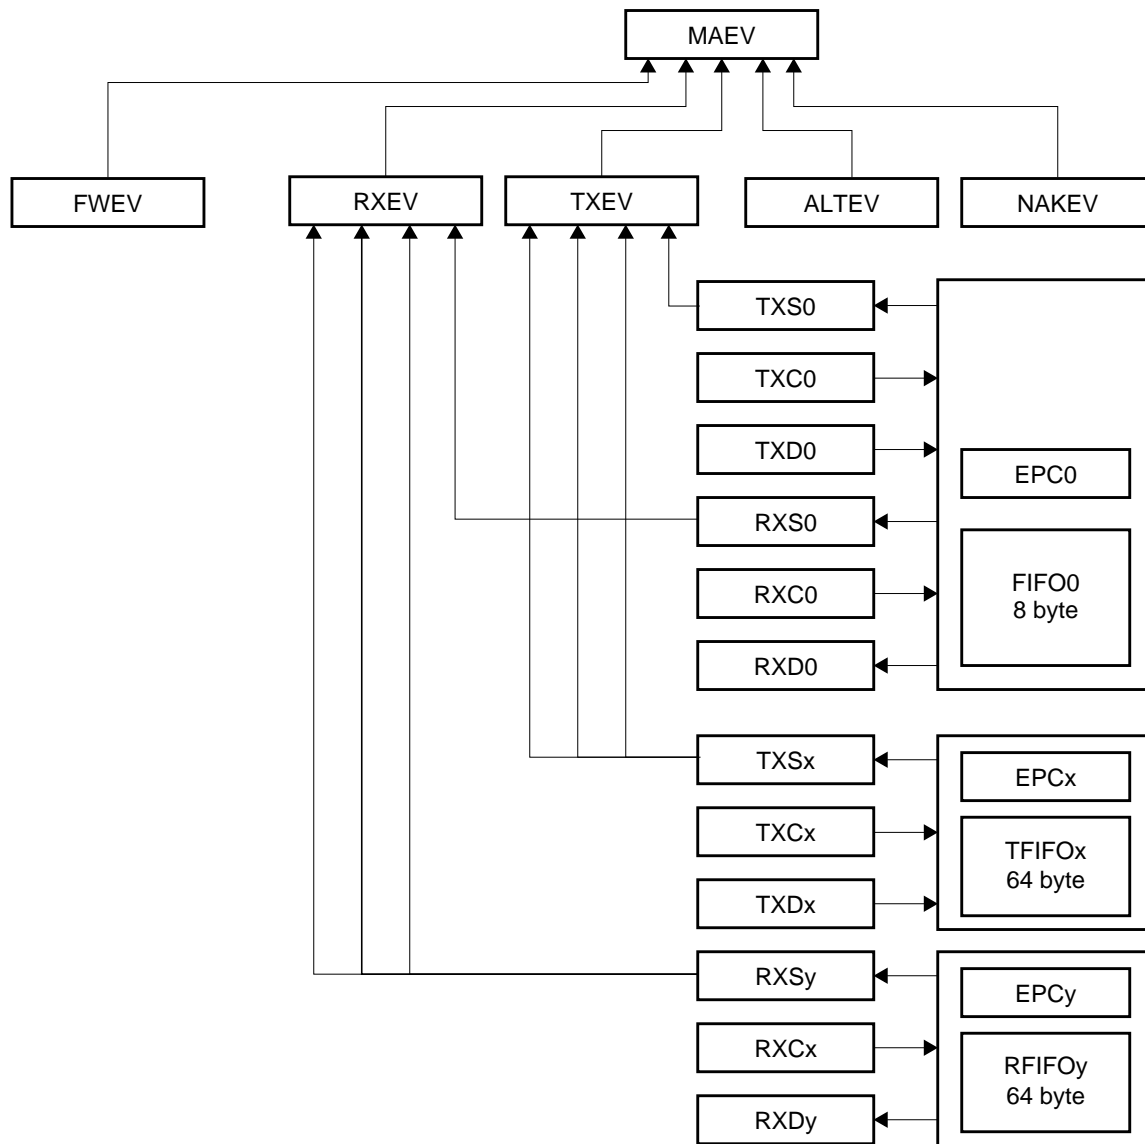 MAEV
FWEV
RXEV
TXEV
ALTEV
NAKEV
TXS0
TXC0
TXD0
EPC0
RXS0
FIFO0
8 byte
RXC0
RXD0
TXSx
EPCx
TXCx
TFIFOx
64 byte
TXDx
RXSy
EPCy
RXCx
RFIFOy
64 byte
RXDy